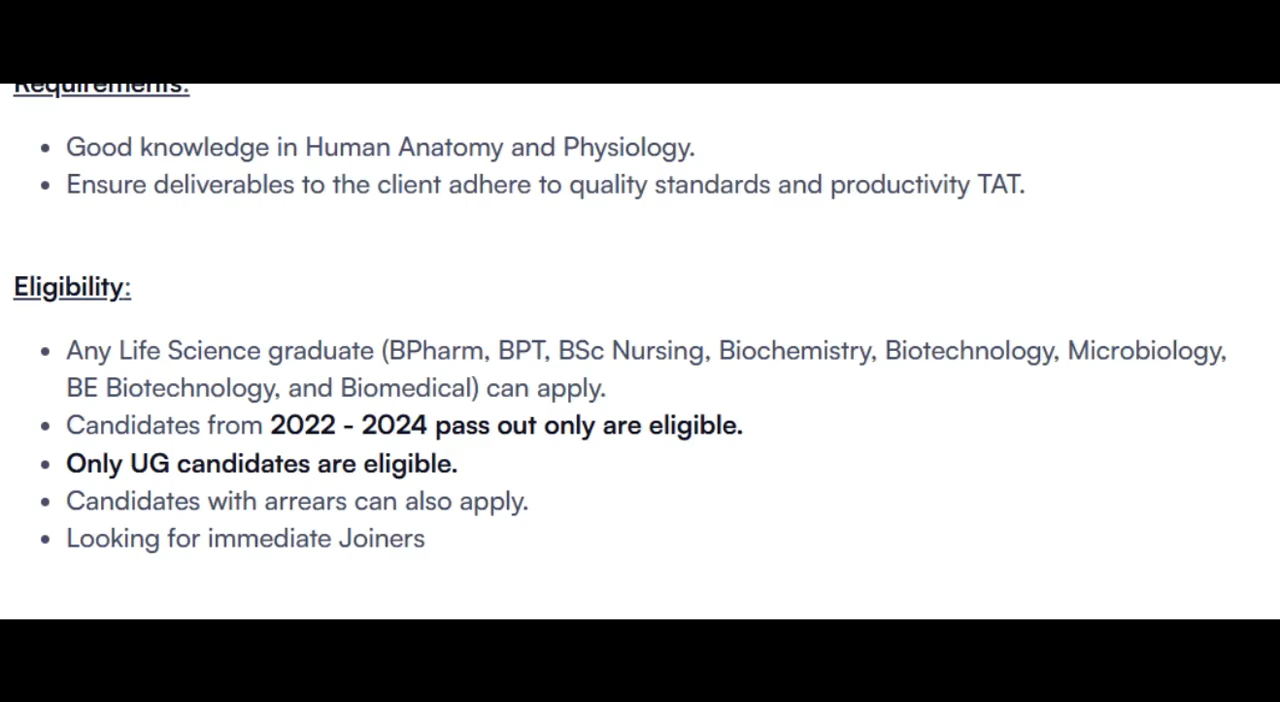 Requirements:
Good knowledge in Human Anatomy and Physiology.
Ensure deliverables to the client adhere to quality standards and productivity TAT.
Eligibility:
Any Life Science graduate (BPharm, BPT, BSc Nursing, Biochemistry, Biotechnology, Microbiology,
BE Biotechnology, and Biomedical) can apply.
Candidates from 2022 - 2024 pass out only are eligible.
Only UG candidates are eligible.
Candidates with arrears can also apply.
Looking for immediate Joiners